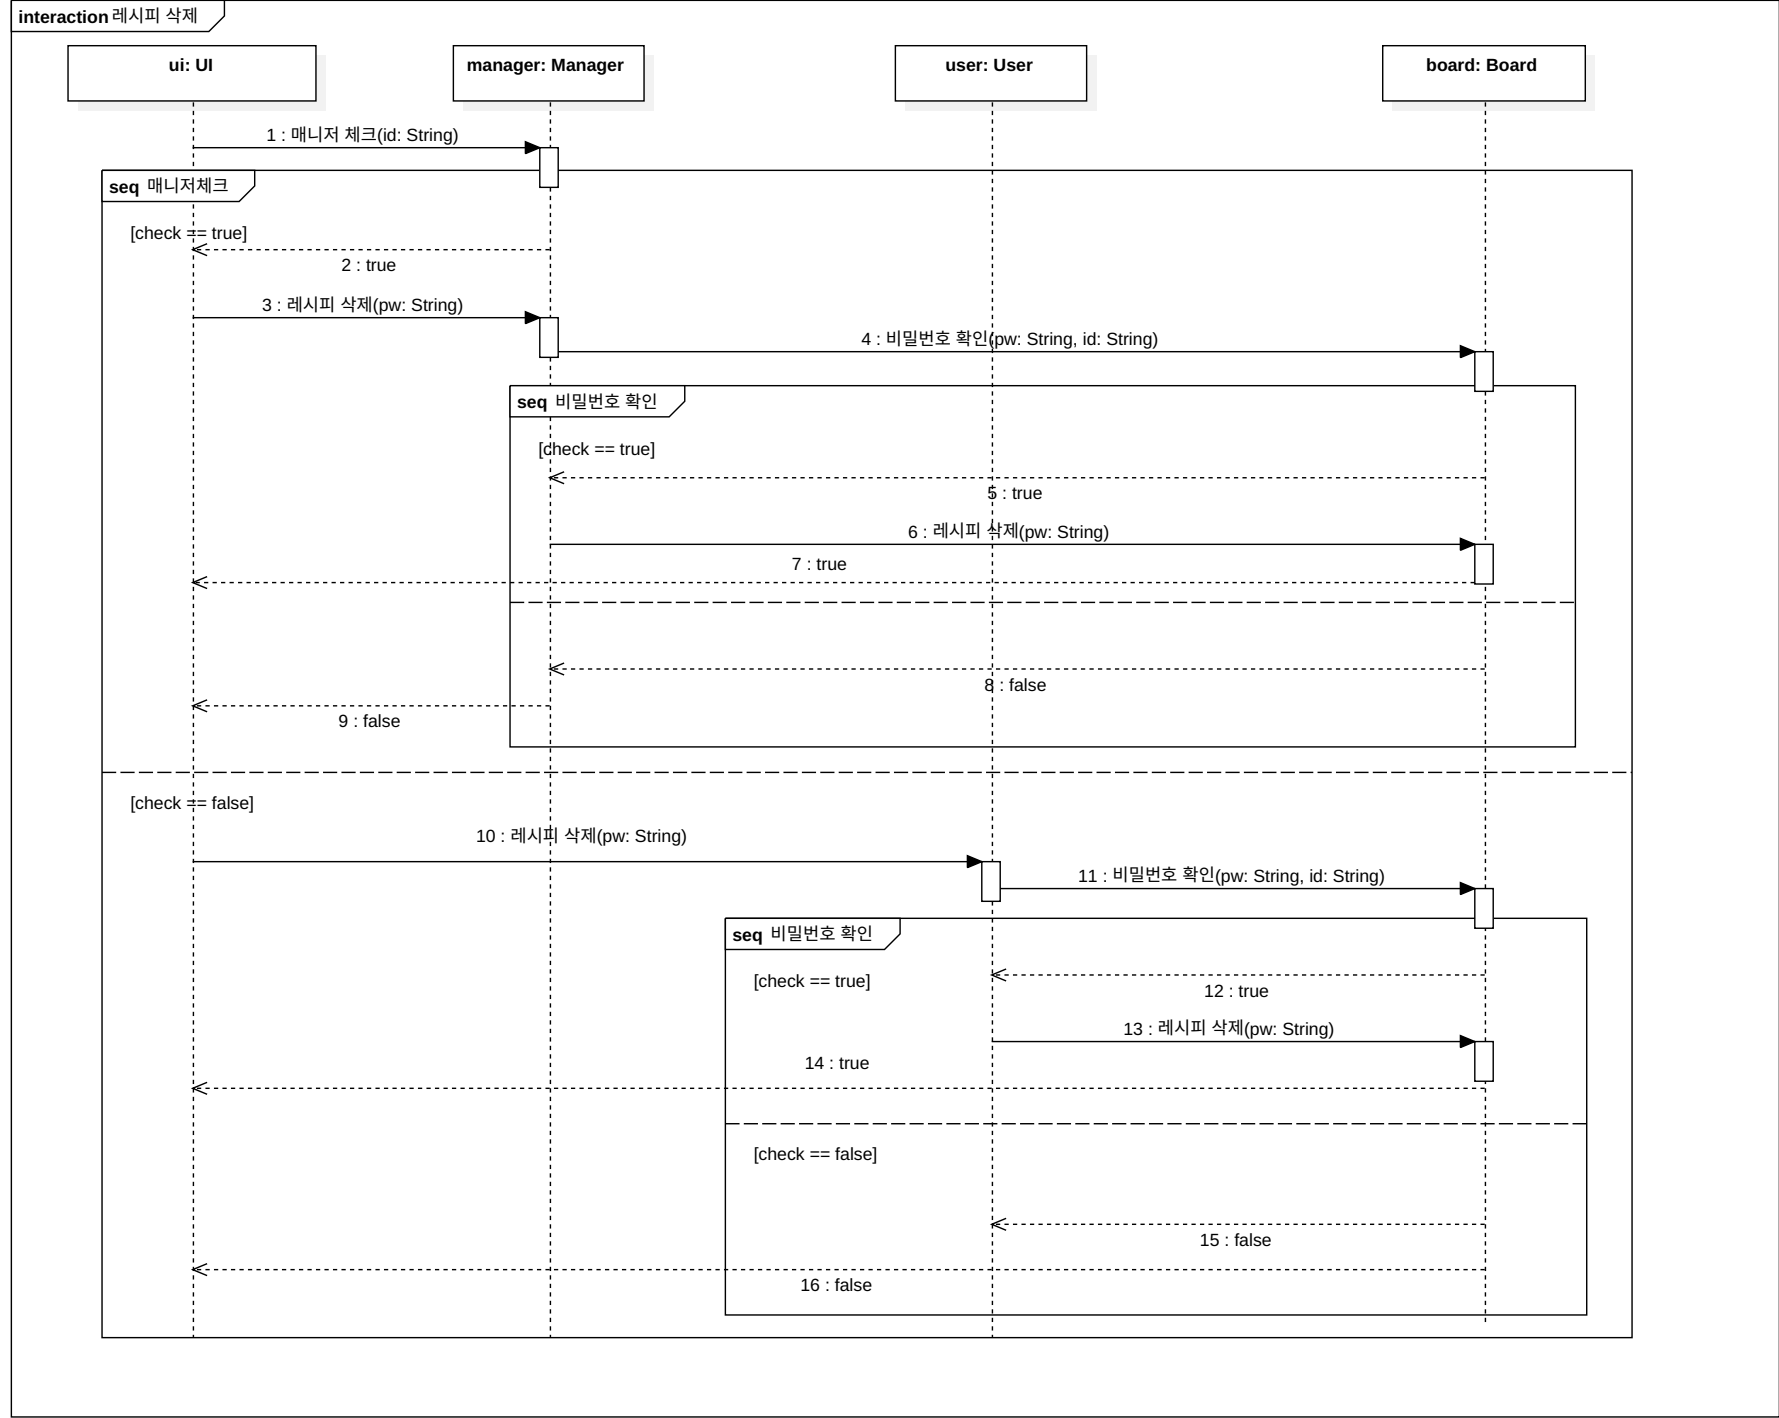 interaction 레시피 삭제
ui: UI
manager: Manager
user: User
board: Board
1 : 매니저 체크(id: String)
seq 매니저체크
[check == true]
2 : true
3 : 레시피 삭제(pw: String)
4 : 비밀번호 확인(pw: String, id: String)
seq 비밀번호 확인
[check == true]
5 : true
6 : 레시피 삭제(pw: String)
7 : true
8 : false
9 : false
[check == false]
10 : 레시피 삭제(pw: String)
11 : 비밀번호 확인(pw: String, id: String)
seq 비밀번호 확인
[check == true]
12 : true
13 : 레시피 삭제(pw: String)
14 : true
[check == false]
15 : false
16 : false